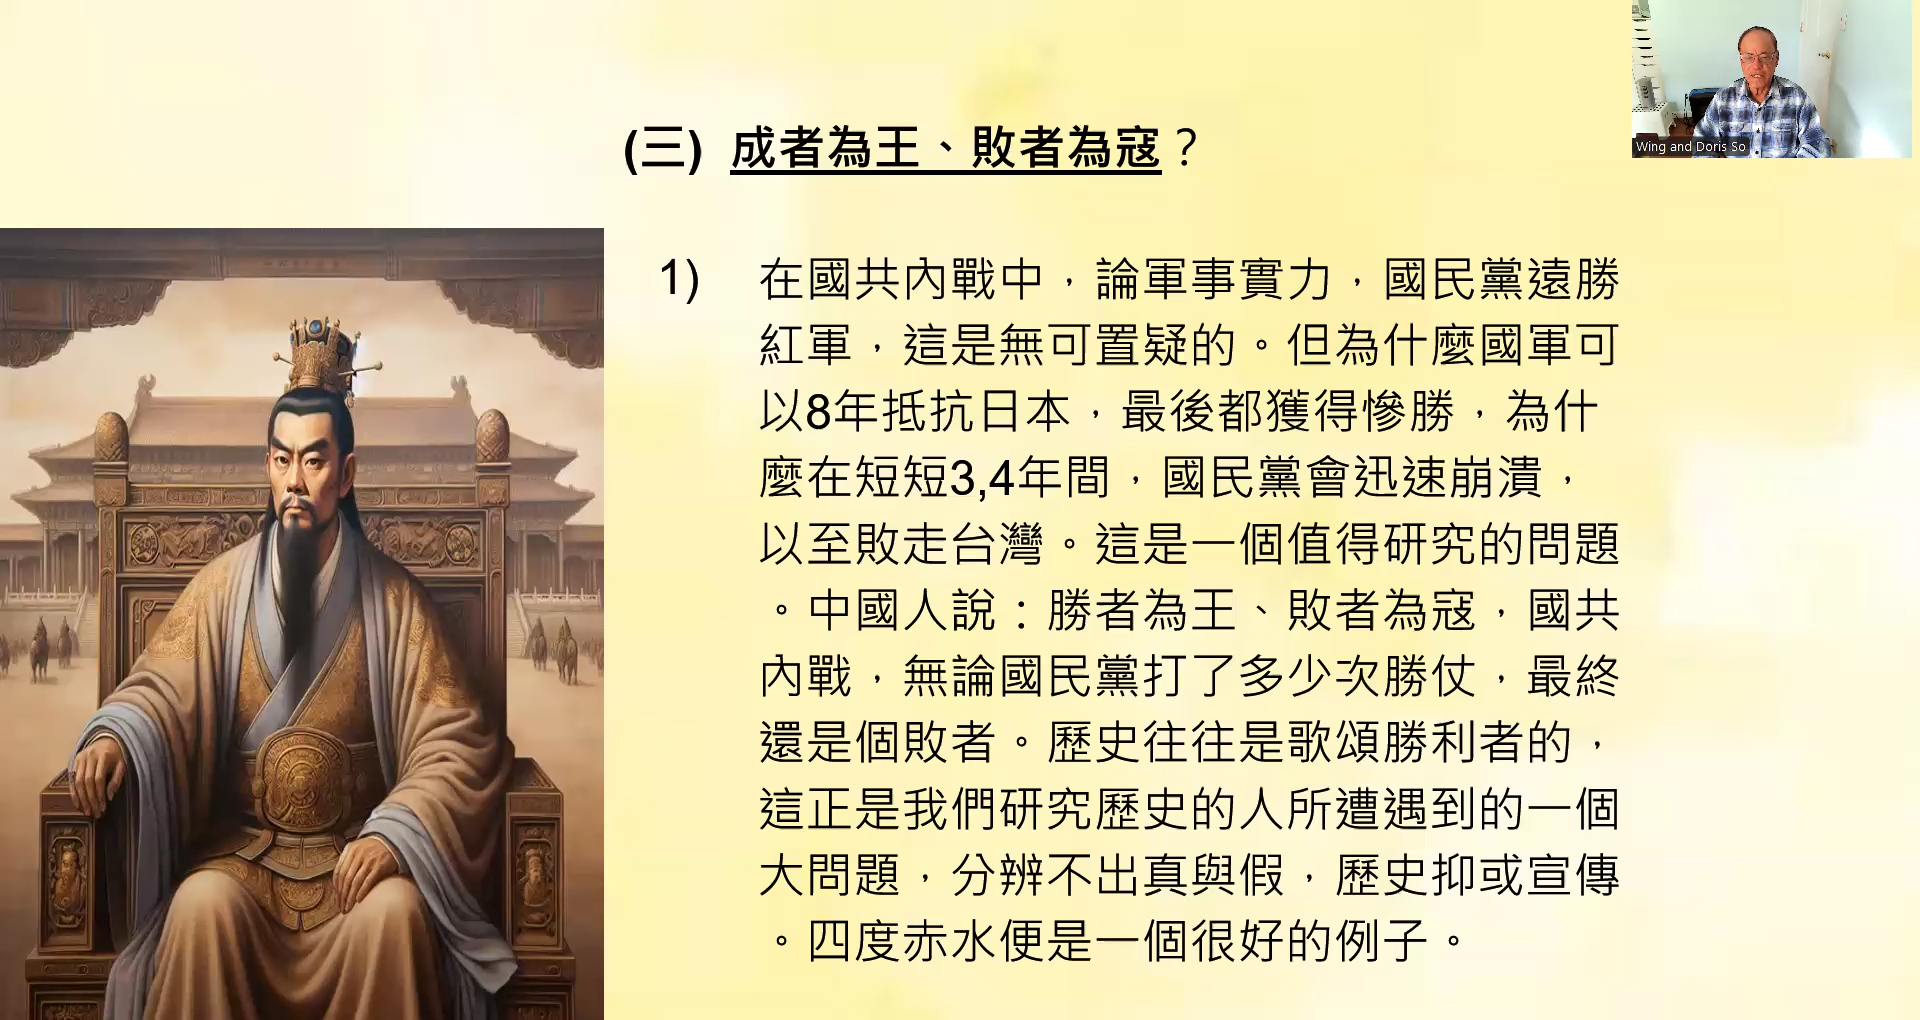 (三) 成者為王、敗者為寇？
1) 在國共內戰中，論軍事實力，國民黨遠勝
紅軍，這是無可置疑的。但為什麼國軍可
以8年抵抗日本，最後都獲得慘勝，為什
麼在短短3,4年間，國民黨會迅速崩潰，
以至敗走台灣。這是一個值得研究的問題
。中國人說：勝者為王、敗者為寇，國共
內戰，無論國民黨打了多少次勝仗，最終
還是個敗者。歷史往往是歌頌勝利者的，
這正是我們研究歷史的人所遭遇到的一個
大問題，分辨不出真與假，歷史抑或宣傳
。四度赤水便是一個很好的例子。
Wing and Doris So